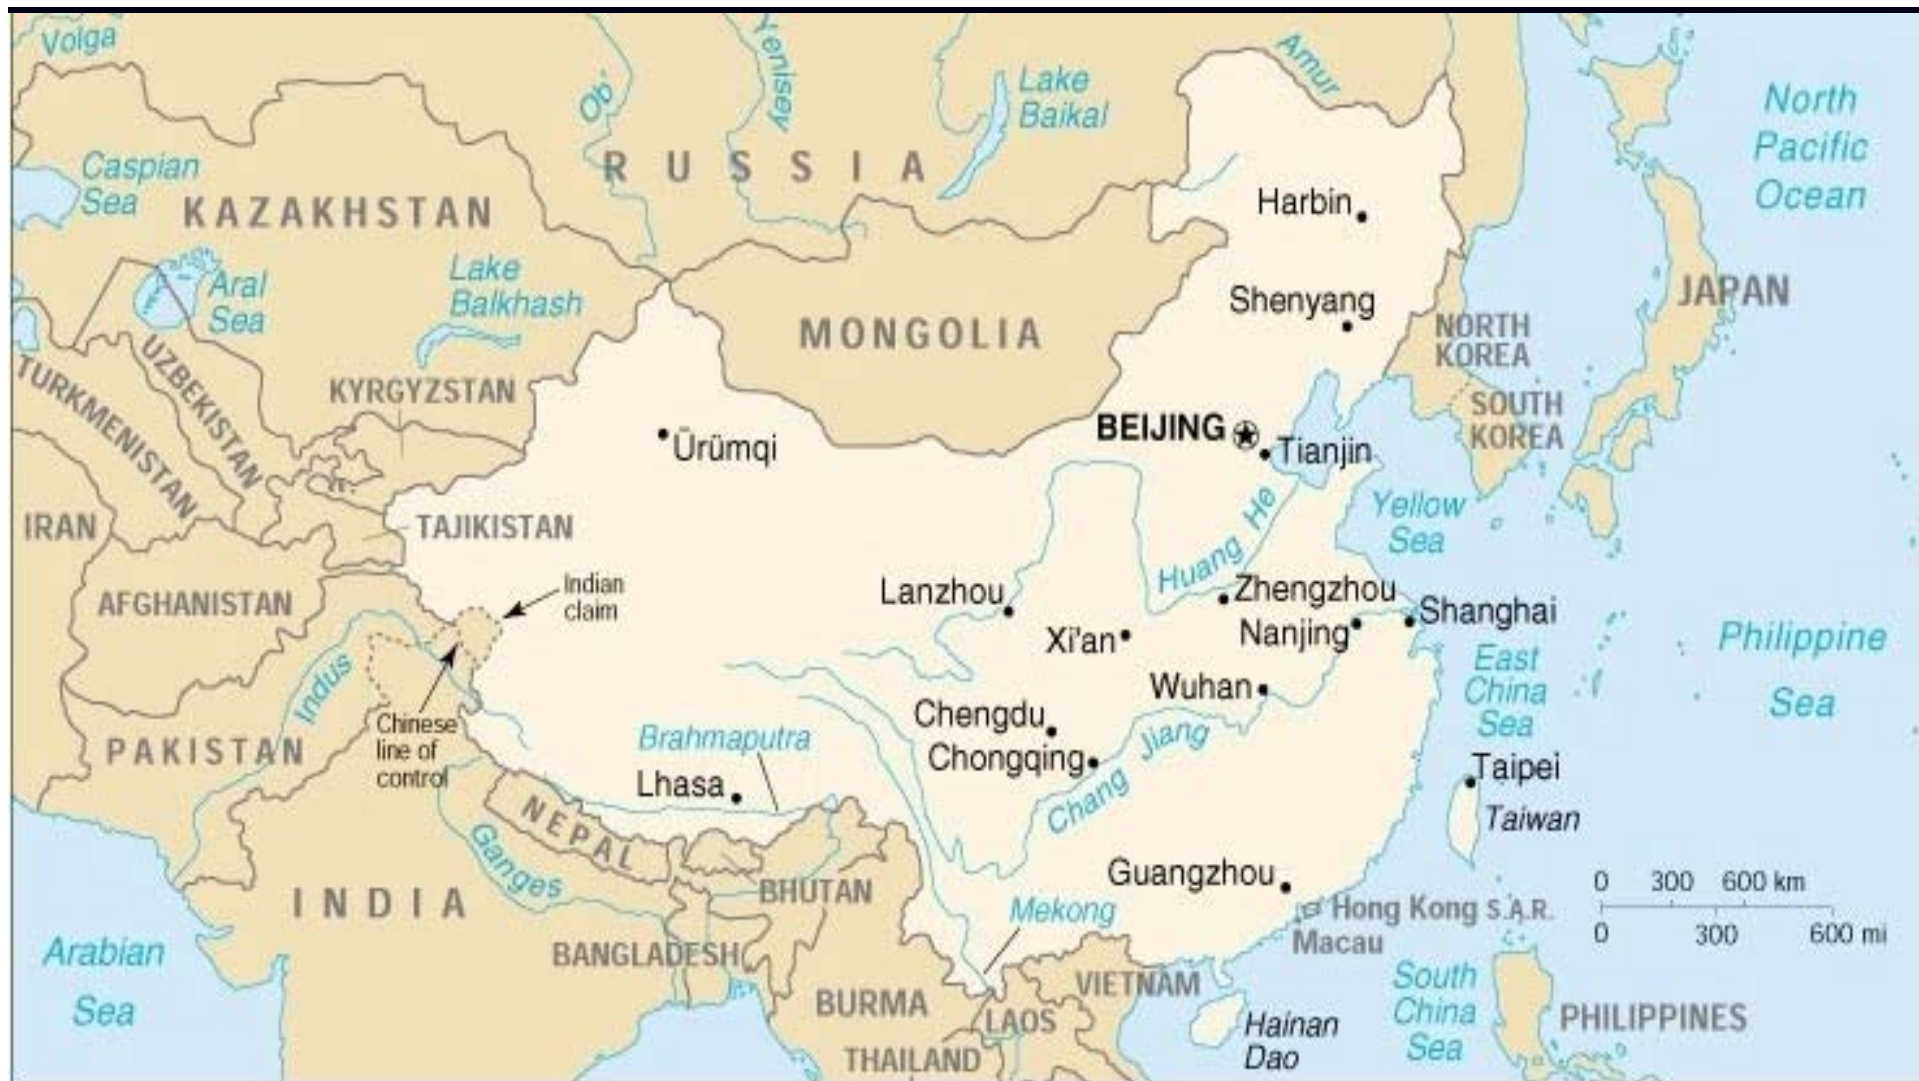 Volga
Ob'
Yenisey
Lake
Baikal
Amur
North
Pacific
Ocean
Caspian
Sea
RUSSIA
KAZAKHSTAN
Harbin
Aral
Sea
Lake
Balkhash
Shenyang
JAPAN
MONGOLIA
NORTH
KOREA
UZBEKISTAN
TURKMENISTAN
KYRGYZSTAN
SOUTH
KOREA
BEIJING
Tianjin
Ürümqi
IRAN
TAJIKISTAN
Yellow
Sea
Huang He
AFGHANISTAN
Indian
claim
Lanzhou
Zhengzhou
Shanghai
Xi'an
Nanjing
Philippine
Sea
East
China
Sea
Indus
Wuhan
Chengdu
Chongqing
Chang Jiang
Chinese
line of
control
PAKISTAN
Brahmaputra
Lhasa
Taipei
Taiwan
NEPAL
Ganges
INDIA
BHUTAN
Guangzhou
Mekong
Hong Kong S.A.R.
Macau
0 300 600 km
0 300 600 mi
Arabian
Sea
BANGLADESH
BURMA
VIETNAM
LAOS
THAILAND
Hainan
Dao
South
China
Sea
PHILIPPINES